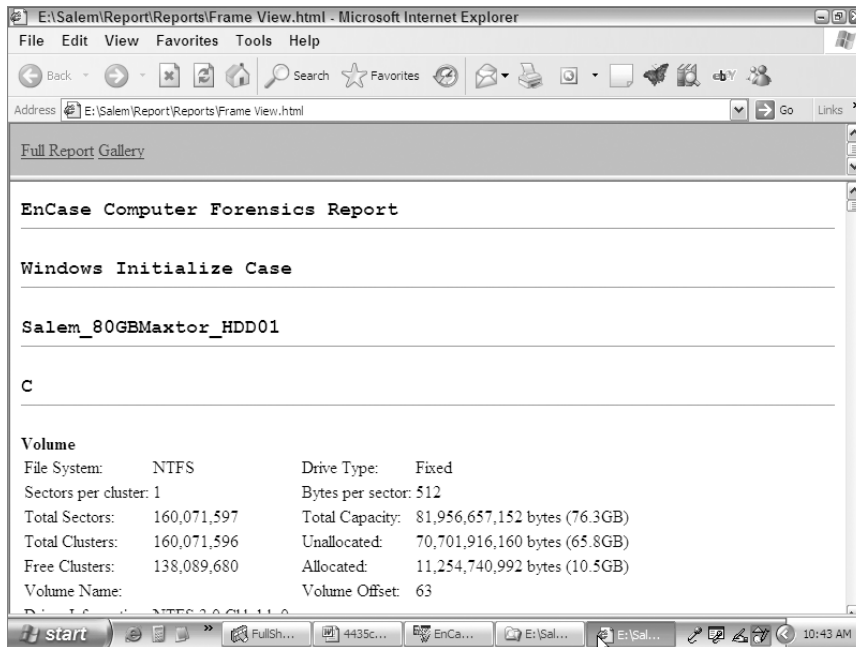 E:\Salem\Report\Reports\Frame View.html - Microsoft Internet Explorer
File Edit View Favorites Tools Help
Back Search Favorites
Address E:\Salem\Report\Reports\Frame View.html Go Links
Full Report Gallery
EnCase Computer Forensics Report
Windows Initialize Case
Salem_80GBMaxtor_HDD01
C
Volume
File System: NTFS Drive Type: Fixed
Sectors per cluster: 1 Bytes per sector: 512
Total Sectors: 160,071,597 Total Capacity: 81,956,657,152 bytes (76.3GB)
Total Clusters: 160,071,596 Unallocated: 70,701,916,160 bytes (65.8GB)
Free Clusters: 138,089,680 Allocated: 11,254,740,992 bytes (10.5GB)
Volume Name: Volume Offset: 63
start FullSh... 4435c... EnCa... E:\Sal... E:\Sal... 10:43 AM